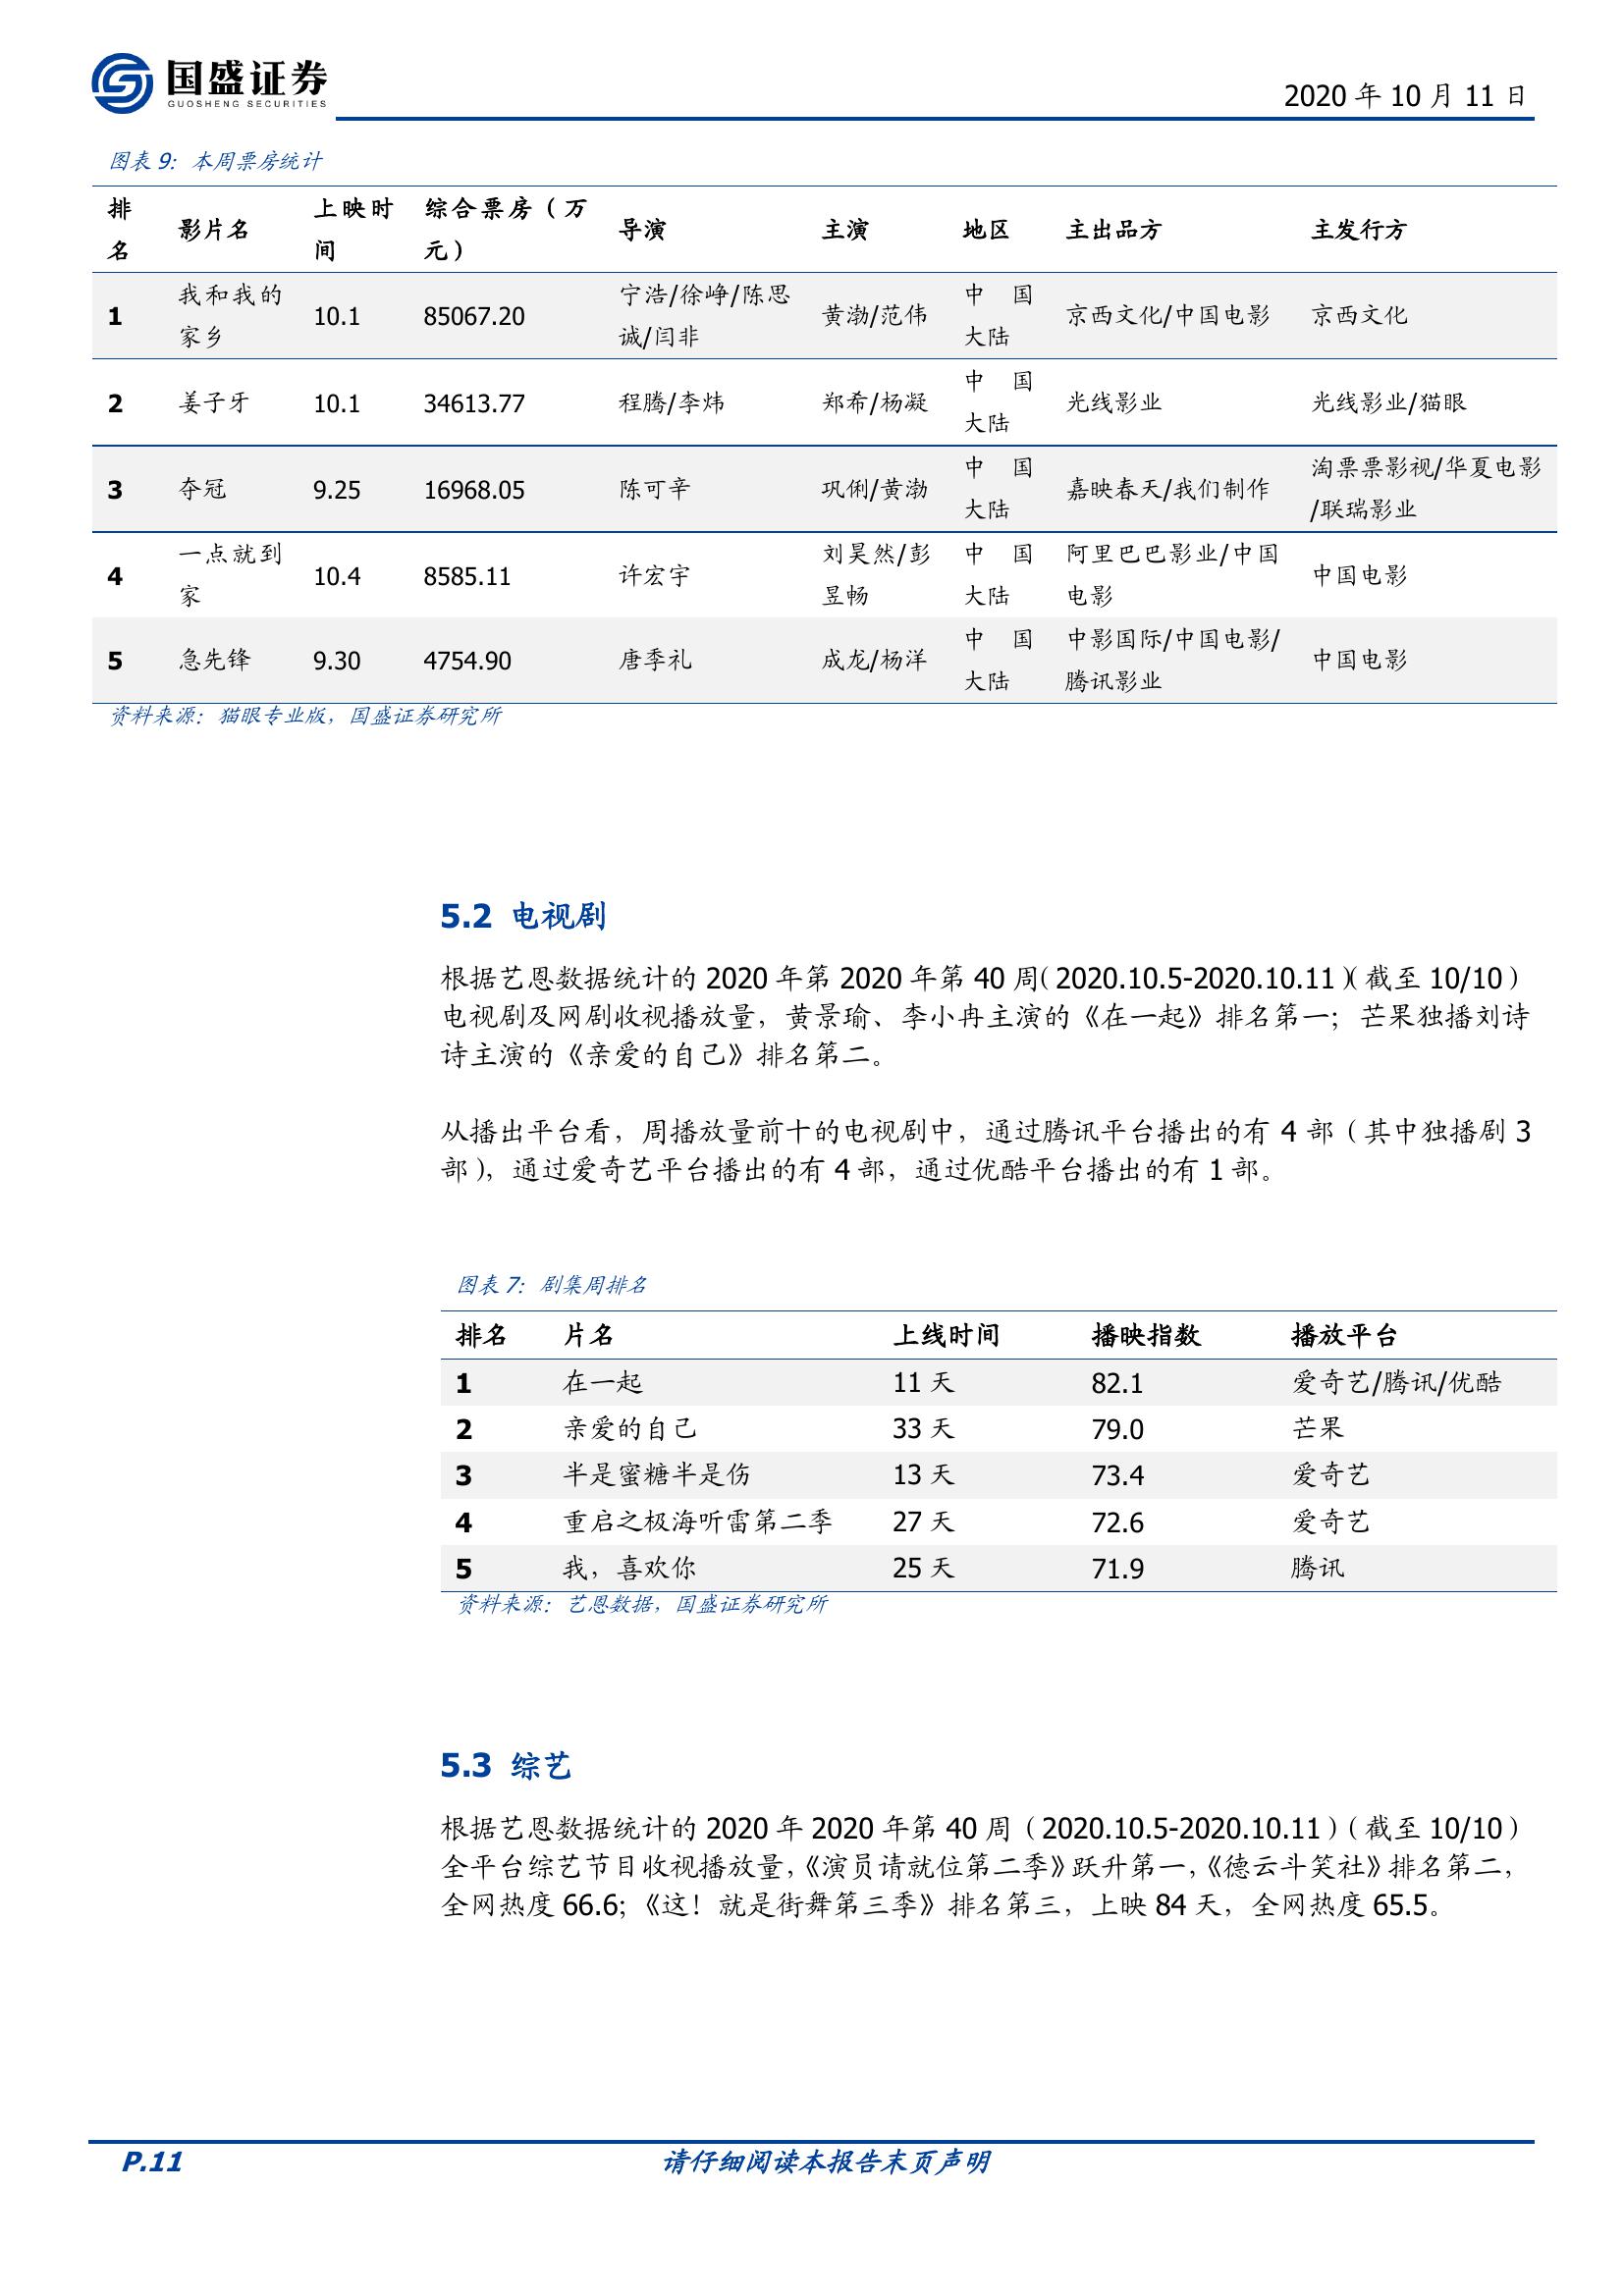 国盛证券
GUOSHENG SECURITIES
2020 年 10 月 11 日
图表 9：本周票房统计
排名 影片名 上映时间 综合票房（万元） 导演 主演 地区 主出品方 主发行方
1 我和我的家乡 10.1 85067.20 宁浩/徐峥/陈思诚/闫非 黄渤/范伟 中国大陆 京西文化/中国电影 京西文化
2 姜子牙 10.1 34613.77 程腾/李炜 郑希/杨凝 中国大陆 光线影业 光线影业/猫眼
3 夺冠 9.25 16968.05 陈可辛 巩俐/黄渤 中国大陆 嘉映春天/我们制作 淘票票影视/华夏电影/联瑞影业
4 一点就到家 10.4 8585.11 许宏宇 刘昊然/彭昱畅 中国大陆 阿里巴巴影业/中国电影 中国电影
5 急先锋 9.30 4754.90 唐季礼 成龙/杨洋 中国大陆 中影国际/中国电影/腾讯影业 中国电影
资料来源：猫眼专业版，国盛证券研究所
5.2 电视剧
根据艺恩数据统计的 2020 年第 2020 年第 40 周（2020.10.5-2020.10.11）（截至 10/10）
电视剧及网剧收视播放量，黄景瑜、李小冉主演的《在一起》排名第一；芒果独播刘诗
诗主演的《亲爱的自己》排名第二。
从播出平台看，周播放量前十的电视剧中，通过腾讯平台播出的有 4 部（其中独播剧 3
部），通过爱奇艺平台播出的有 4 部，通过优酷平台播出的有 1 部。
图表 7：剧集周排名
排名 片名 上线时间 播映指数 播放平台
1 在一起 11 天 82.1 爱奇艺/腾讯/优酷
2 亲爱的自己 33 天 79.0 芒果
3 半是蜜糖半是伤 13 天 73.4 爱奇艺
4 重启之极海听雷第二季 27 天 72.6 爱奇艺
5 我，喜欢你 25 天 71.9 腾讯
资料来源：艺恩数据，国盛证券研究所
5.3 综艺
根据艺恩数据统计的 2020 年 2020 年第 40 周（2020.10.5-2020.10.11）（截至 10/10）
全平台综艺节目收视播放量，《演员请就位第二季》跃升第一，《德云斗笑社》排名第二，
全网热度 66.6；《这！就是街舞第三季》排名第三，上映 84 天，全网热度 65.5。
P.11 请仔细阅读本报告末页声明